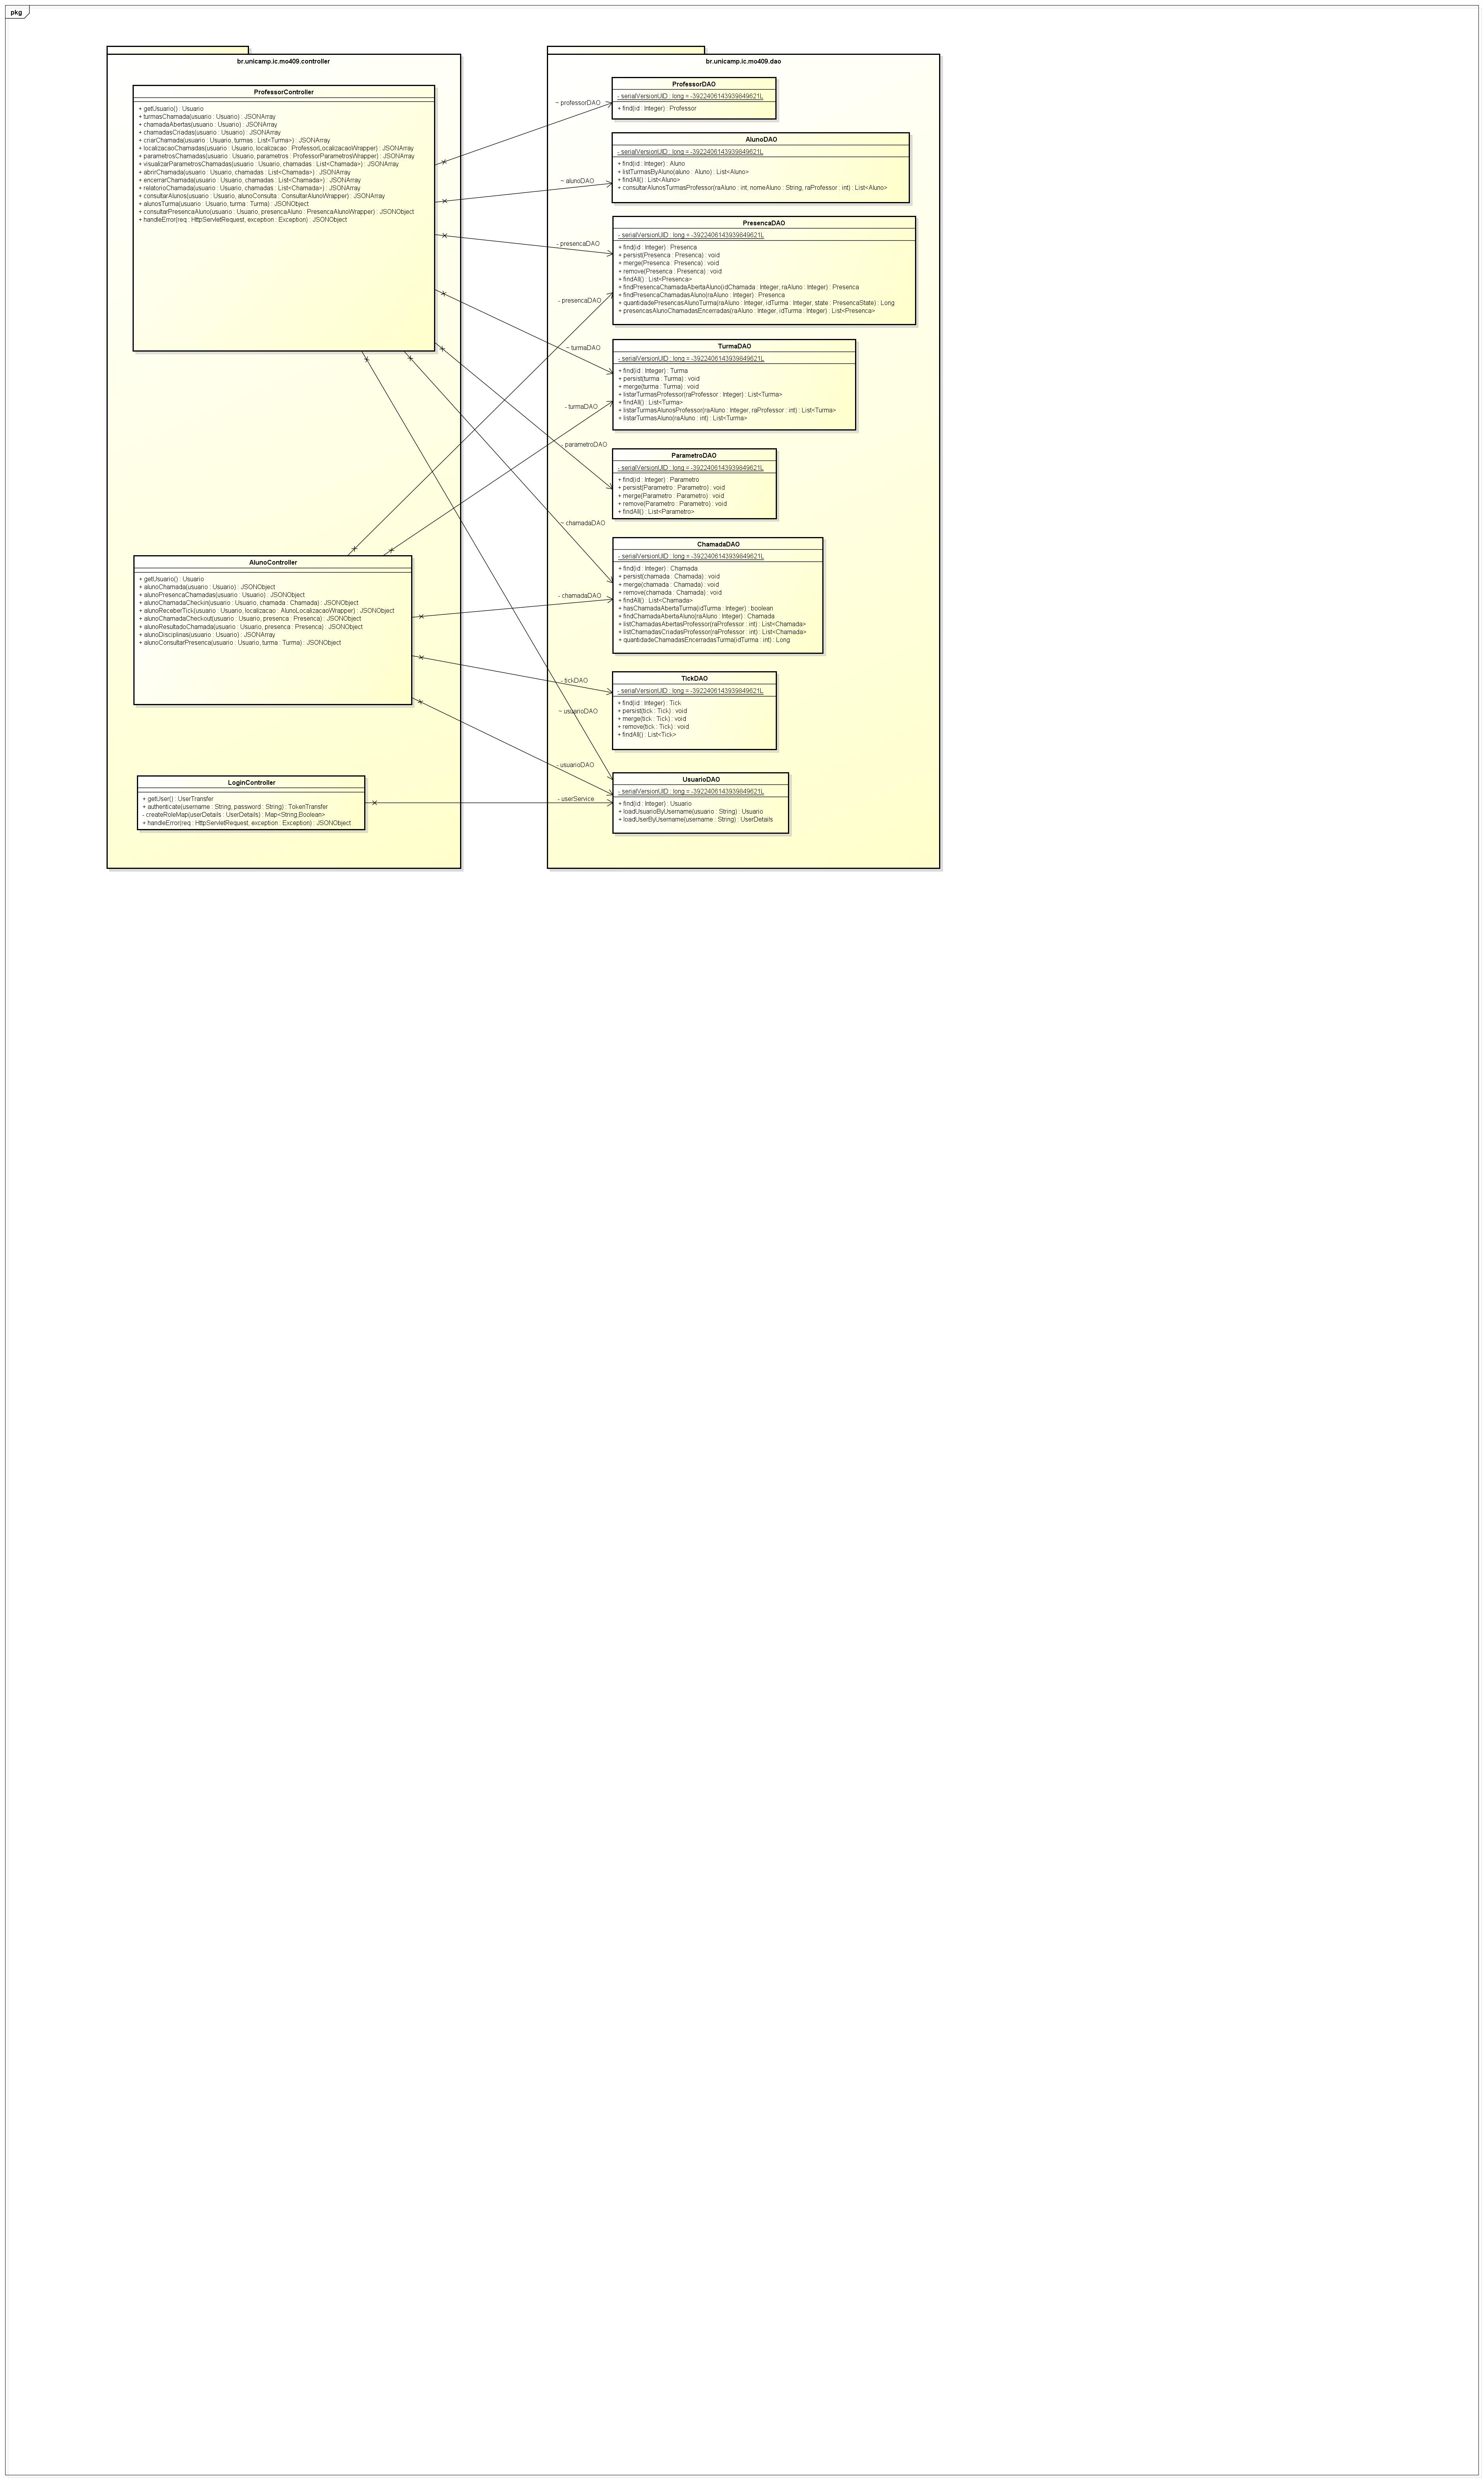 pkg
br.unicamp.ic.mo409.controller
ProfessorController
+ getUsuario() : Usuario
+ turmasChamada(usuario : Usuario) : JSONArray
+ chamadaAbertas(usuario : Usuario) : JSONArray
+ chamadasCriadas(usuario : Usuario) : JSONArray
+ criarChamada(usuario : Usuario, turmas : List<Turma>) : JSONArray
+ localizacaoChamadas(usuario : Usuario, localizacao : ProfessorLocalizacaoWrapper) : JSONArray
+ parametrosChamadas(usuario : Usuario, parametros : ProfessorParametrosWrapper) : JSONArray
+ visualizarParametrosChamadas(usuario : Usuario, chamadas : List<Chamada>) : JSONArray
+ abrirChamada(usuario : Usuario, chamadas : List<Chamada>) : JSONArray
+ encerrarChamada(usuario : Usuario, chamadas : List<Chamada>) : JSONArray
+ relatorioChamada(usuario : Usuario, chamadas : List<Chamada>) : JSONArray
+ consultarAlunos(usuario : Usuario, alunoConsulta : ConsultarAlunoWrapper) : JSONArray
+ alunosTurma(usuario : Usuario, turma : Turma) : JSONObject
+ consultarPresencaAluno(usuario : Usuario, presencaAluno : PresencaAlunoWrapper) : JSONObject
+ handleError(req : HttpServletRequest, exception : Exception) : JSONObject
AlunoController
+ getUsuario() : Usuario
+ alunoChamada(usuario : Usuario) : JSONObject
+ alunoPresencaChamadas(usuario : Usuario) : JSONObject
+ alunoChamadaCheckin(usuario : Usuario, chamada : Chamada) : JSONObject
+ alunoReceberTick(usuario : Usuario, localizacao : AlunoLocalizacaoWrapper) : JSONObject
+ alunoChamadaCheckout(usuario : Usuario, presenca : Presenca) : JSONObject
+ alunoResultadoChamada(usuario : Usuario, presenca : Presenca) : JSONObject
+ alunoDisciplinas(usuario : Usuario) : JSONArray
+ alunoConsultarPresenca(usuario : Usuario, turma : Turma) : JSONObject
LoginController
+ getUser() : UserTransfer
+ authenticate(username : String, password : String) : TokenTransfer
- createRoleMap(userDetails : UserDetails) : Map<String,Boolean>
+ handleError(req : HttpServletRequest, exception : Exception) : JSONObject
~ professorDAO
~ alunoDAO
- presencaDAO
- presencaDAO
~ turmaDAO
- turmaDAO
- parametroDAO
~ chamadaDAO
- chamadaDAO
- tickDAO
~ usuarioDAO
- usuarioDAO
- userService
br.unicamp.ic.mo409.dao
ProfessorDAO
- serialVersionUID : long = -3922406143939849621L
+ find(id : Integer) : Professor
AlunoDAO
- serialVersionUID : long = -3922406143939849621L
+ find(id : Integer) : Aluno
+ listTurmasByAluno(aluno : Aluno) : List<Aluno>
+ findAll() : List<Aluno>
+ consultarAlunosTurmasProfessor(raAluno : int, nomeAluno : String, raProfessor : int) : List<Aluno>
PresencaDAO
- serialVersionUID : long = -3922406143939849621L
+ find(id : Integer) : Presenca
+ persist(Presenca : Presenca) : void
+ merge(Presenca : Presenca) : void
+ remove(Presenca : Presenca) : void
+ findAll() : List<Presenca>
+ findPresencaChamadaAbertaAluno(idChamada : Integer, raAluno : Integer) : Presenca
+ findPresencaChamadasAluno(raAluno : Integer) : Presenca
+ quantidadePresencasAlunoTurma(raAluno : Integer, idTurma : Integer, state : PresencaState) : Long
+ presencasAlunoChamadasEncerradas(raAluno : Integer, idTurma : Integer) : List<Presenca>
TurmaDAO
- serialVersionUID : long = -3922406143939849621L
+ find(id : Integer) : Turma
+ persist(turma : Turma) : void
+ merge(turma : Turma) : void
+ listarTurmasProfessor(raProfessor : Integer) : List<Turma>
+ findAll() : List<Turma>
+ listarTurmasAlunosProfessor(raAluno : Integer, raProfessor : int) : List<Turma>
+ listarTurmasAluno(raAluno : int) : List<Turma>
ParametroDAO
- serialVersionUID : long = -3922406143939849621L
+ find(id : Integer) : Parametro
+ persist(Parametro : Parametro) : void
+ merge(Parametro : Parametro) : void
+ remove(Parametro : Parametro) : void
+ findAll() : List<Parametro>
ChamadaDAO
- serialVersionUID : long = -3922406143939849621L
+ find(id : Integer) : Chamada
+ persist(chamada : Chamada) : void
+ merge(chamada : Chamada) : void
+ remove(chamada : Chamada) : void
+ findAll() : List<Chamada>
+ hasChamadaAbertaTurma(idTurma : Integer) : boolean
+ findChamadaAbertaAluno(raAluno : Integer) : Chamada
+ listChamadasAbertasProfessor(raProfessor : int) : List<Chamada>
+ listChamadasCriadasProfessor(raProfessor : int) : List<Chamada>
+ quantidadeChamadasEncerradasTurma(idTurma : int) : Long
TickDAO
- serialVersionUID : long = -3922406143939849621L
+ find(id : Integer) : Tick
+ persist(tick : Tick) : void
+ merge(tick : Tick) : void
+ remove(tick : Tick) : void
+ findAll() : List<Tick>
UsuarioDAO
- serialVersionUID : long = -3922406143939849621L
+ find(id : Integer) : Usuario
+ loadUsuarioByUsername(usuario : String) : Usuario
+ loadUserByUsername(username : String) : UserDetails